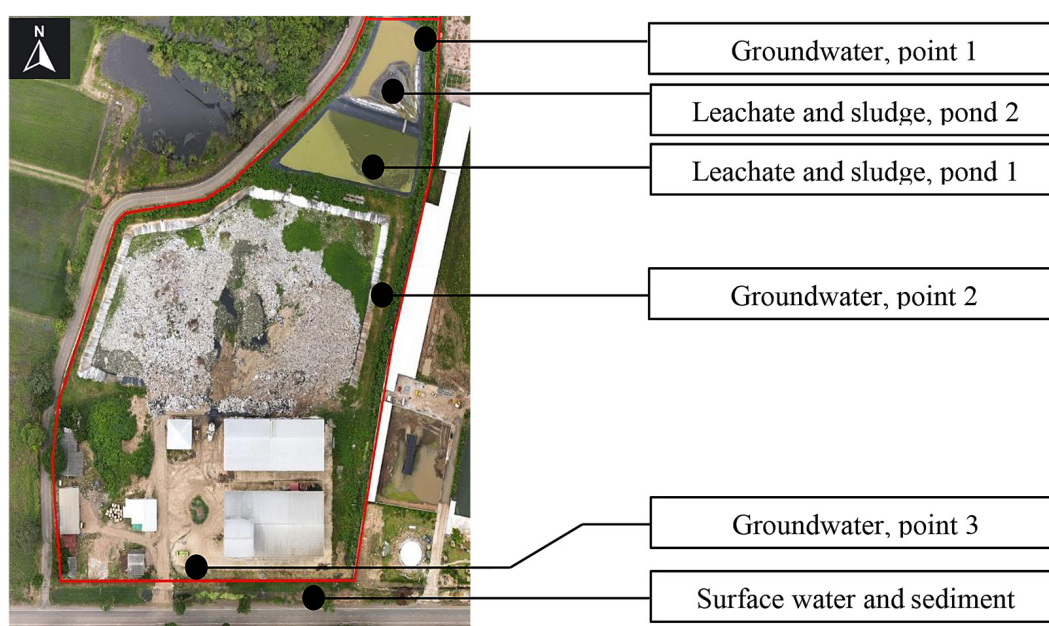 N
Groundwater, point 1
Leachate and sludge, pond 2
Leachate and sludge, pond 1
Groundwater, point 2
Groundwater, point 3
Surface water and sediment